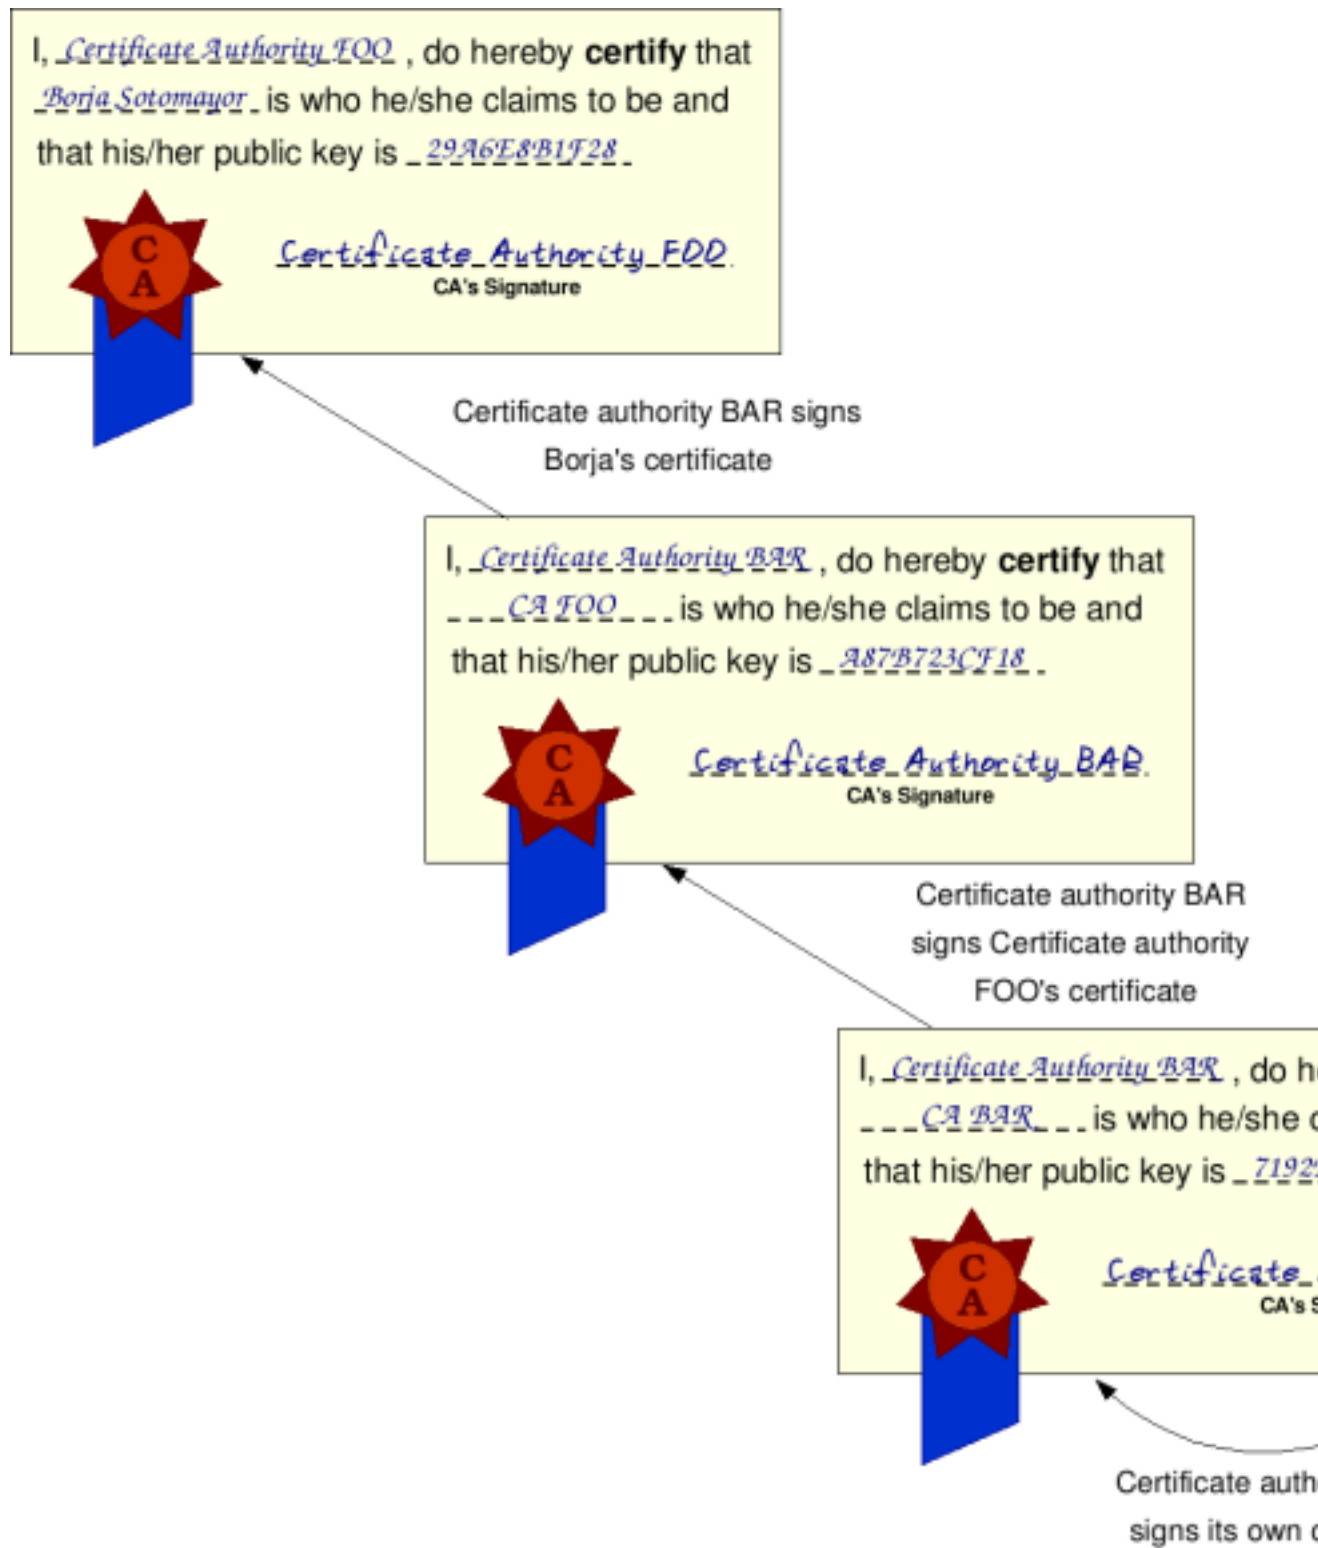 I, Certificate Authority FOO , do hereby certify that
Borja Sotomayor is who he/she claims to be and
that his/her public key is 29A6E8B1F28
C
A
Certificate Authority FOO
CA's Signature
Certificate authority BAR signs
Borja's certificate
I, Certificate Authority BAR , do hereby certify that
CA FOO is who he/she claims to be and
that his/her public key is A87B723CF18
C
A
Certificate Authority BAR
CA's Signature
Certificate authority BAR
signs Certificate authority
FOO's certificate
I, Certificate Authority BAR , do
CA BAR is who he/she
that his/her public key is
C
A
Certificate
CA's
Certificate
signs its own